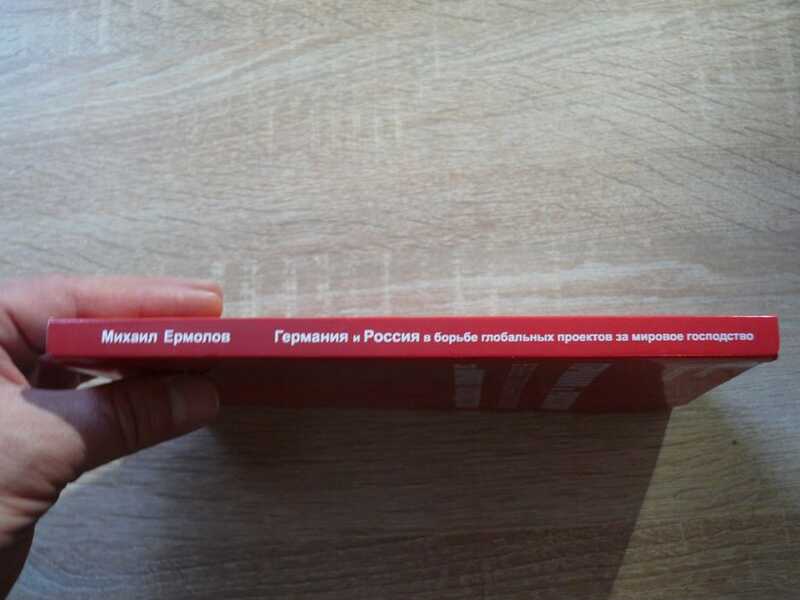 Михаил Ермолов Германия и Россия в борьбе глобальных проектов за мировое господство